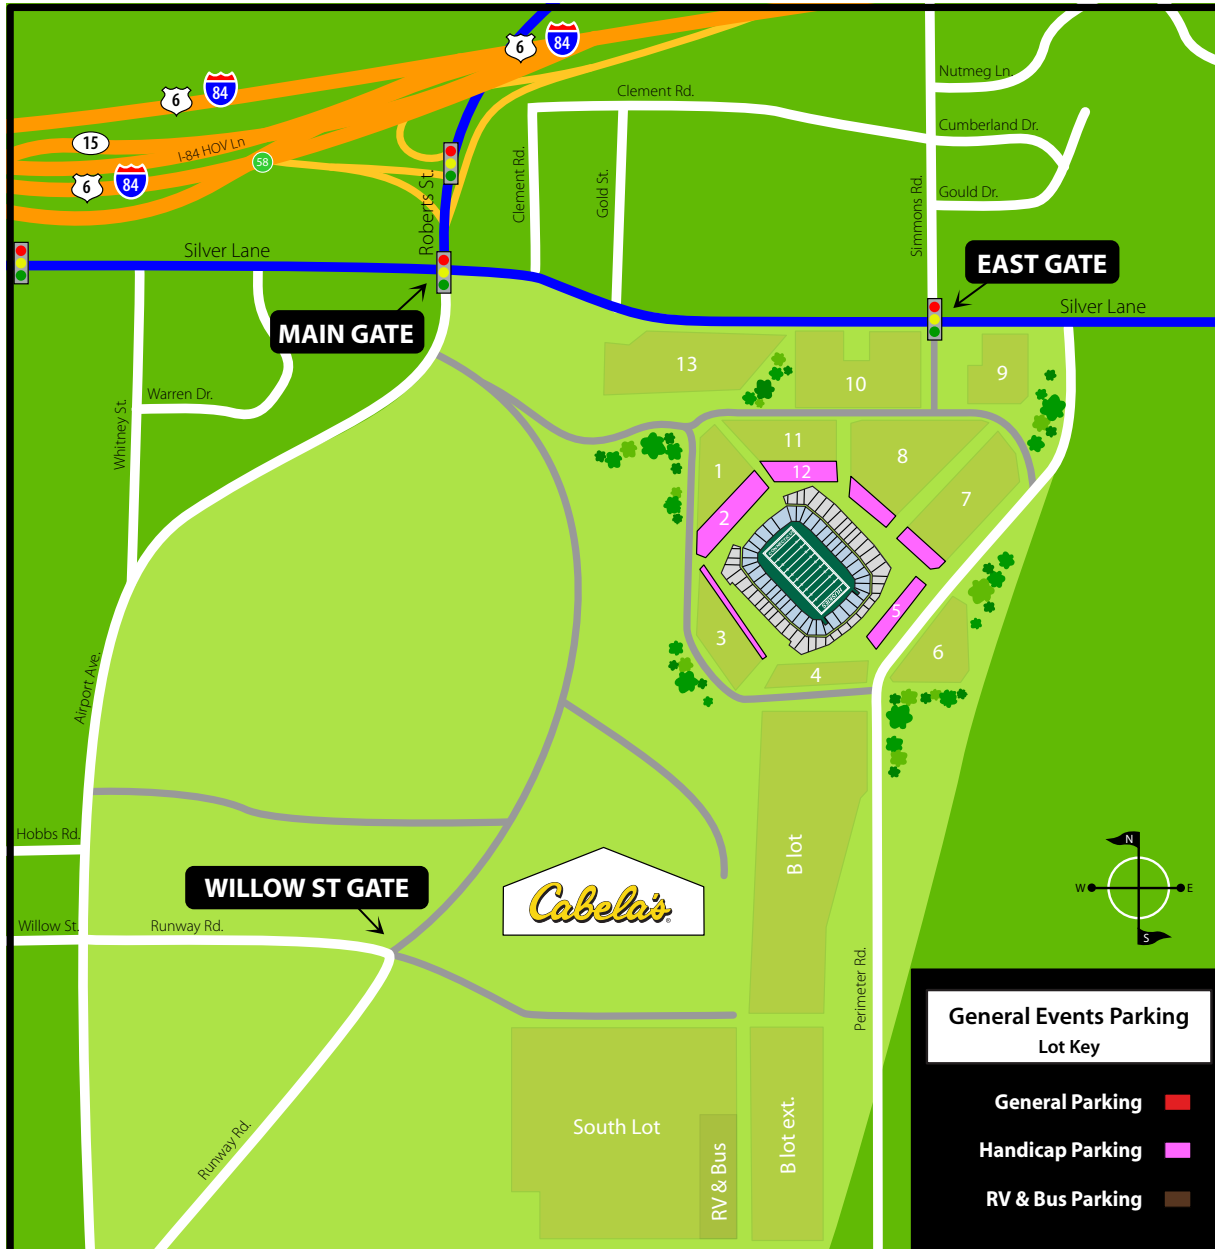 6
84
6
84
15
I-84 HOV Ln
58
6
84
Clement Rd.
Nutmeg Ln.
Cumberland Dr.
Gould Dr.
Clement Rd.
Gold St.
Simmons Rd.
Roberts St.
Silver Lane
EAST GATE
Silver Lane
MAIN GATE
Warren Dr.
Whitney St.
13
10
9
11
12
8
1
2
7
5
3
4
6
Airport Ave.
Hobbs Rd.
WILLOW ST GATE
Willow St.
Runway Rd.
Cabela's
®
B lot
Perimeter Rd.
N
W
E
S
General Events Parking
Lot Key
General Parking
Handicap Parking
RV & Bus Parking
South Lot
RV & Bus
B lot ext.
Runway Rd.